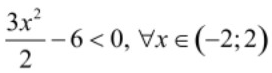 3x²/2 − 6 < 0, ∀x ∈ (−2; 2)